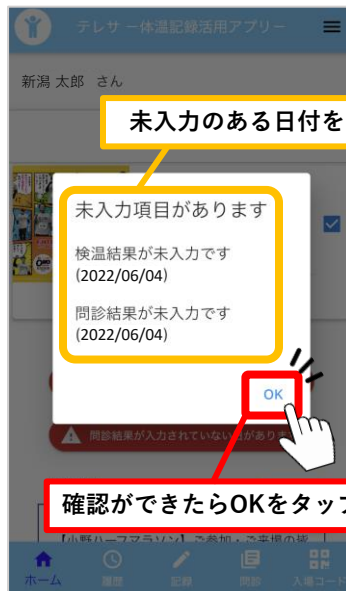 テレサ ー体温記録活用アプリー
新潟 太郎 さん
未入力のある日付を
未入力項目があります
検温結果が未入力です
(2022/06/04)
問診結果が未入力です
(2022/06/04)
OK
問診結果が入力されていない日があります
確認ができたらOKをタップ
【小野ハーフマラソン】ご参加・ご来場の皆
ホーム
履歴
記録
問診
入場コード